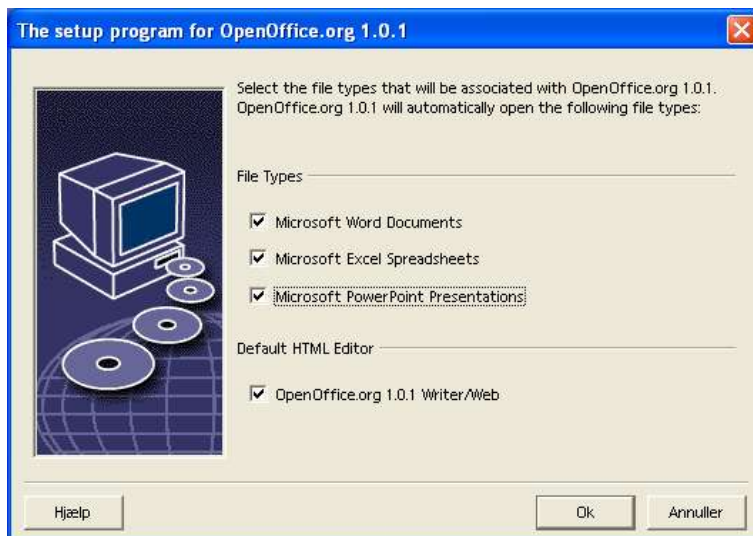 The setup program for OpenOffice.org 1.0.1
Select the file types that will be associated with OpenOffice.org 1.0.1.
OpenOffice.org 1.0.1 will automatically open the following file types:
File Types
Microsoft Word Documents
Microsoft Excel Spreadsheets
Microsoft PowerPoint Presentations
Default HTML Editor
OpenOffice.org 1.0.1 Writer/Web
Hjælp
Ok
Annuller